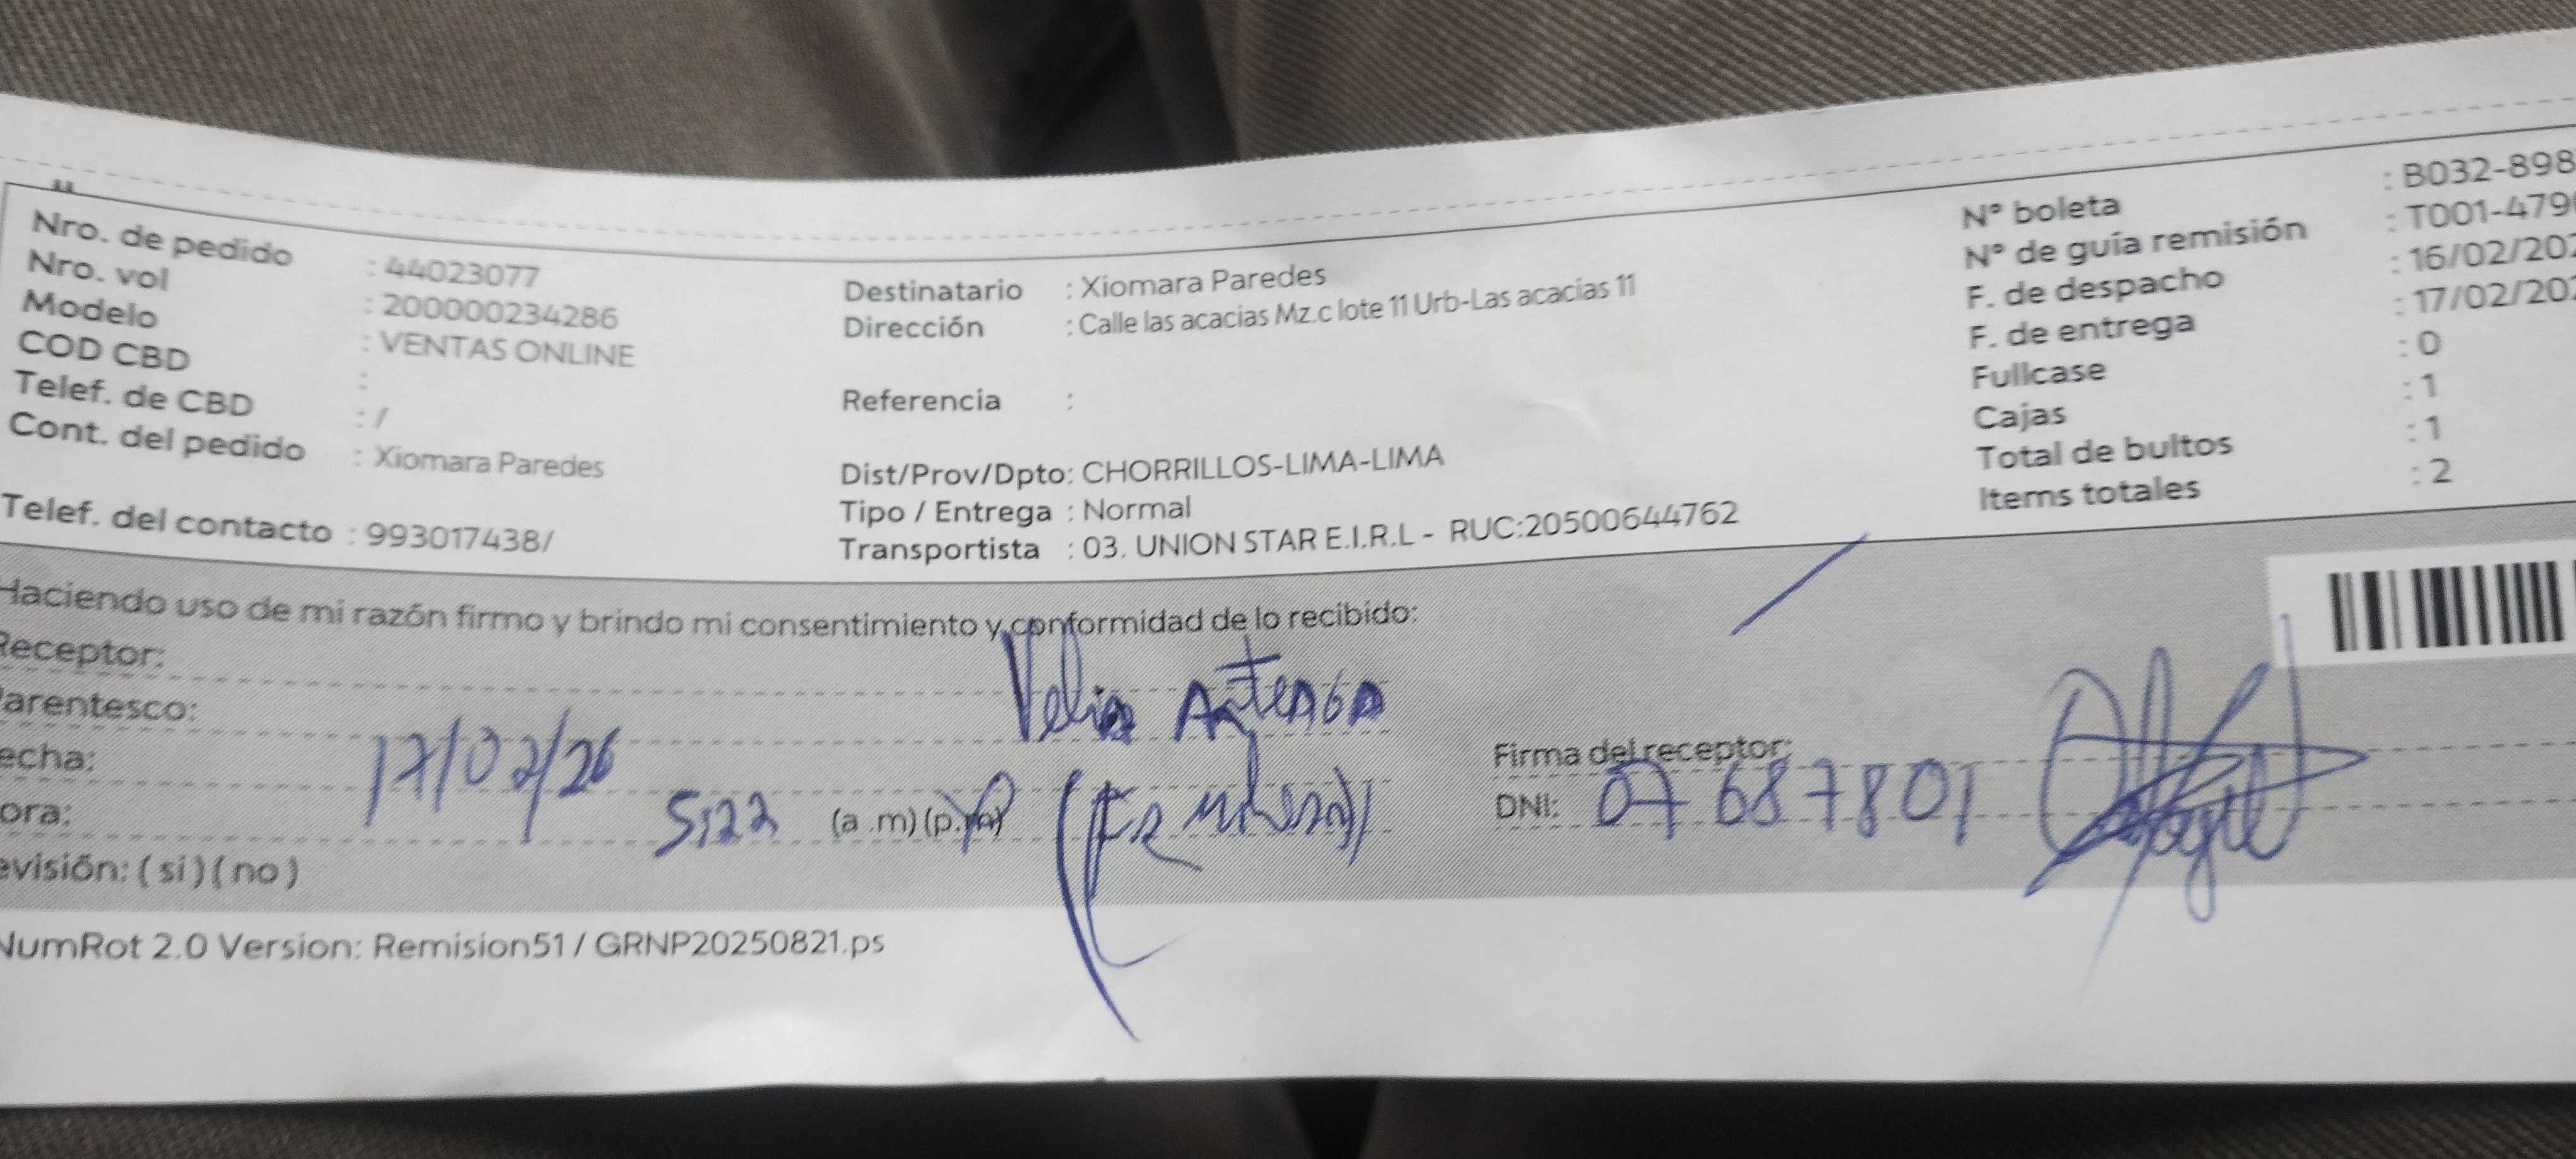 Nro. de pedido : 44023077
Nro. vol : 200000234286
Modelo : VENTAS ONLINE
COD CBD :
Telef. de CBD : /
Cont. del pedido : Xiomara Paredes
Telef. del contacto : 993017438/
Destinatario : Xiomara Paredes
Dirección : Calle las acacias Mz.c lote 11 Urb-Las acacias 11
Referencia :
Dist/Prov/Dpto: CHORRILLOS-LIMA-LIMA
Tipo / Entrega : Normal
Transportista : 03. UNION STAR E.I.R.L - RUC:20500644762
N° boleta : B032-898
N° de guía remisión : T001-479
F. de despacho : 16/02/202
F. de entrega : 17/02/202
Fullcase : 0
Cajas : 1
Total de bultos : 1
Items totales : 2
Haciendo uso de mi razón firmo y brindo mi consentimiento y conformidad de lo recibido:
Receptor: Velia
Parentesco:
echa: 17/02/26
ora: 5:22 (a .m) (p.m)
evisión: ( si ) ( no )
Firma del receptor:
DNI: 07687801
NumRot 2.0 Version: Remision51 / GRNP20250821.ps